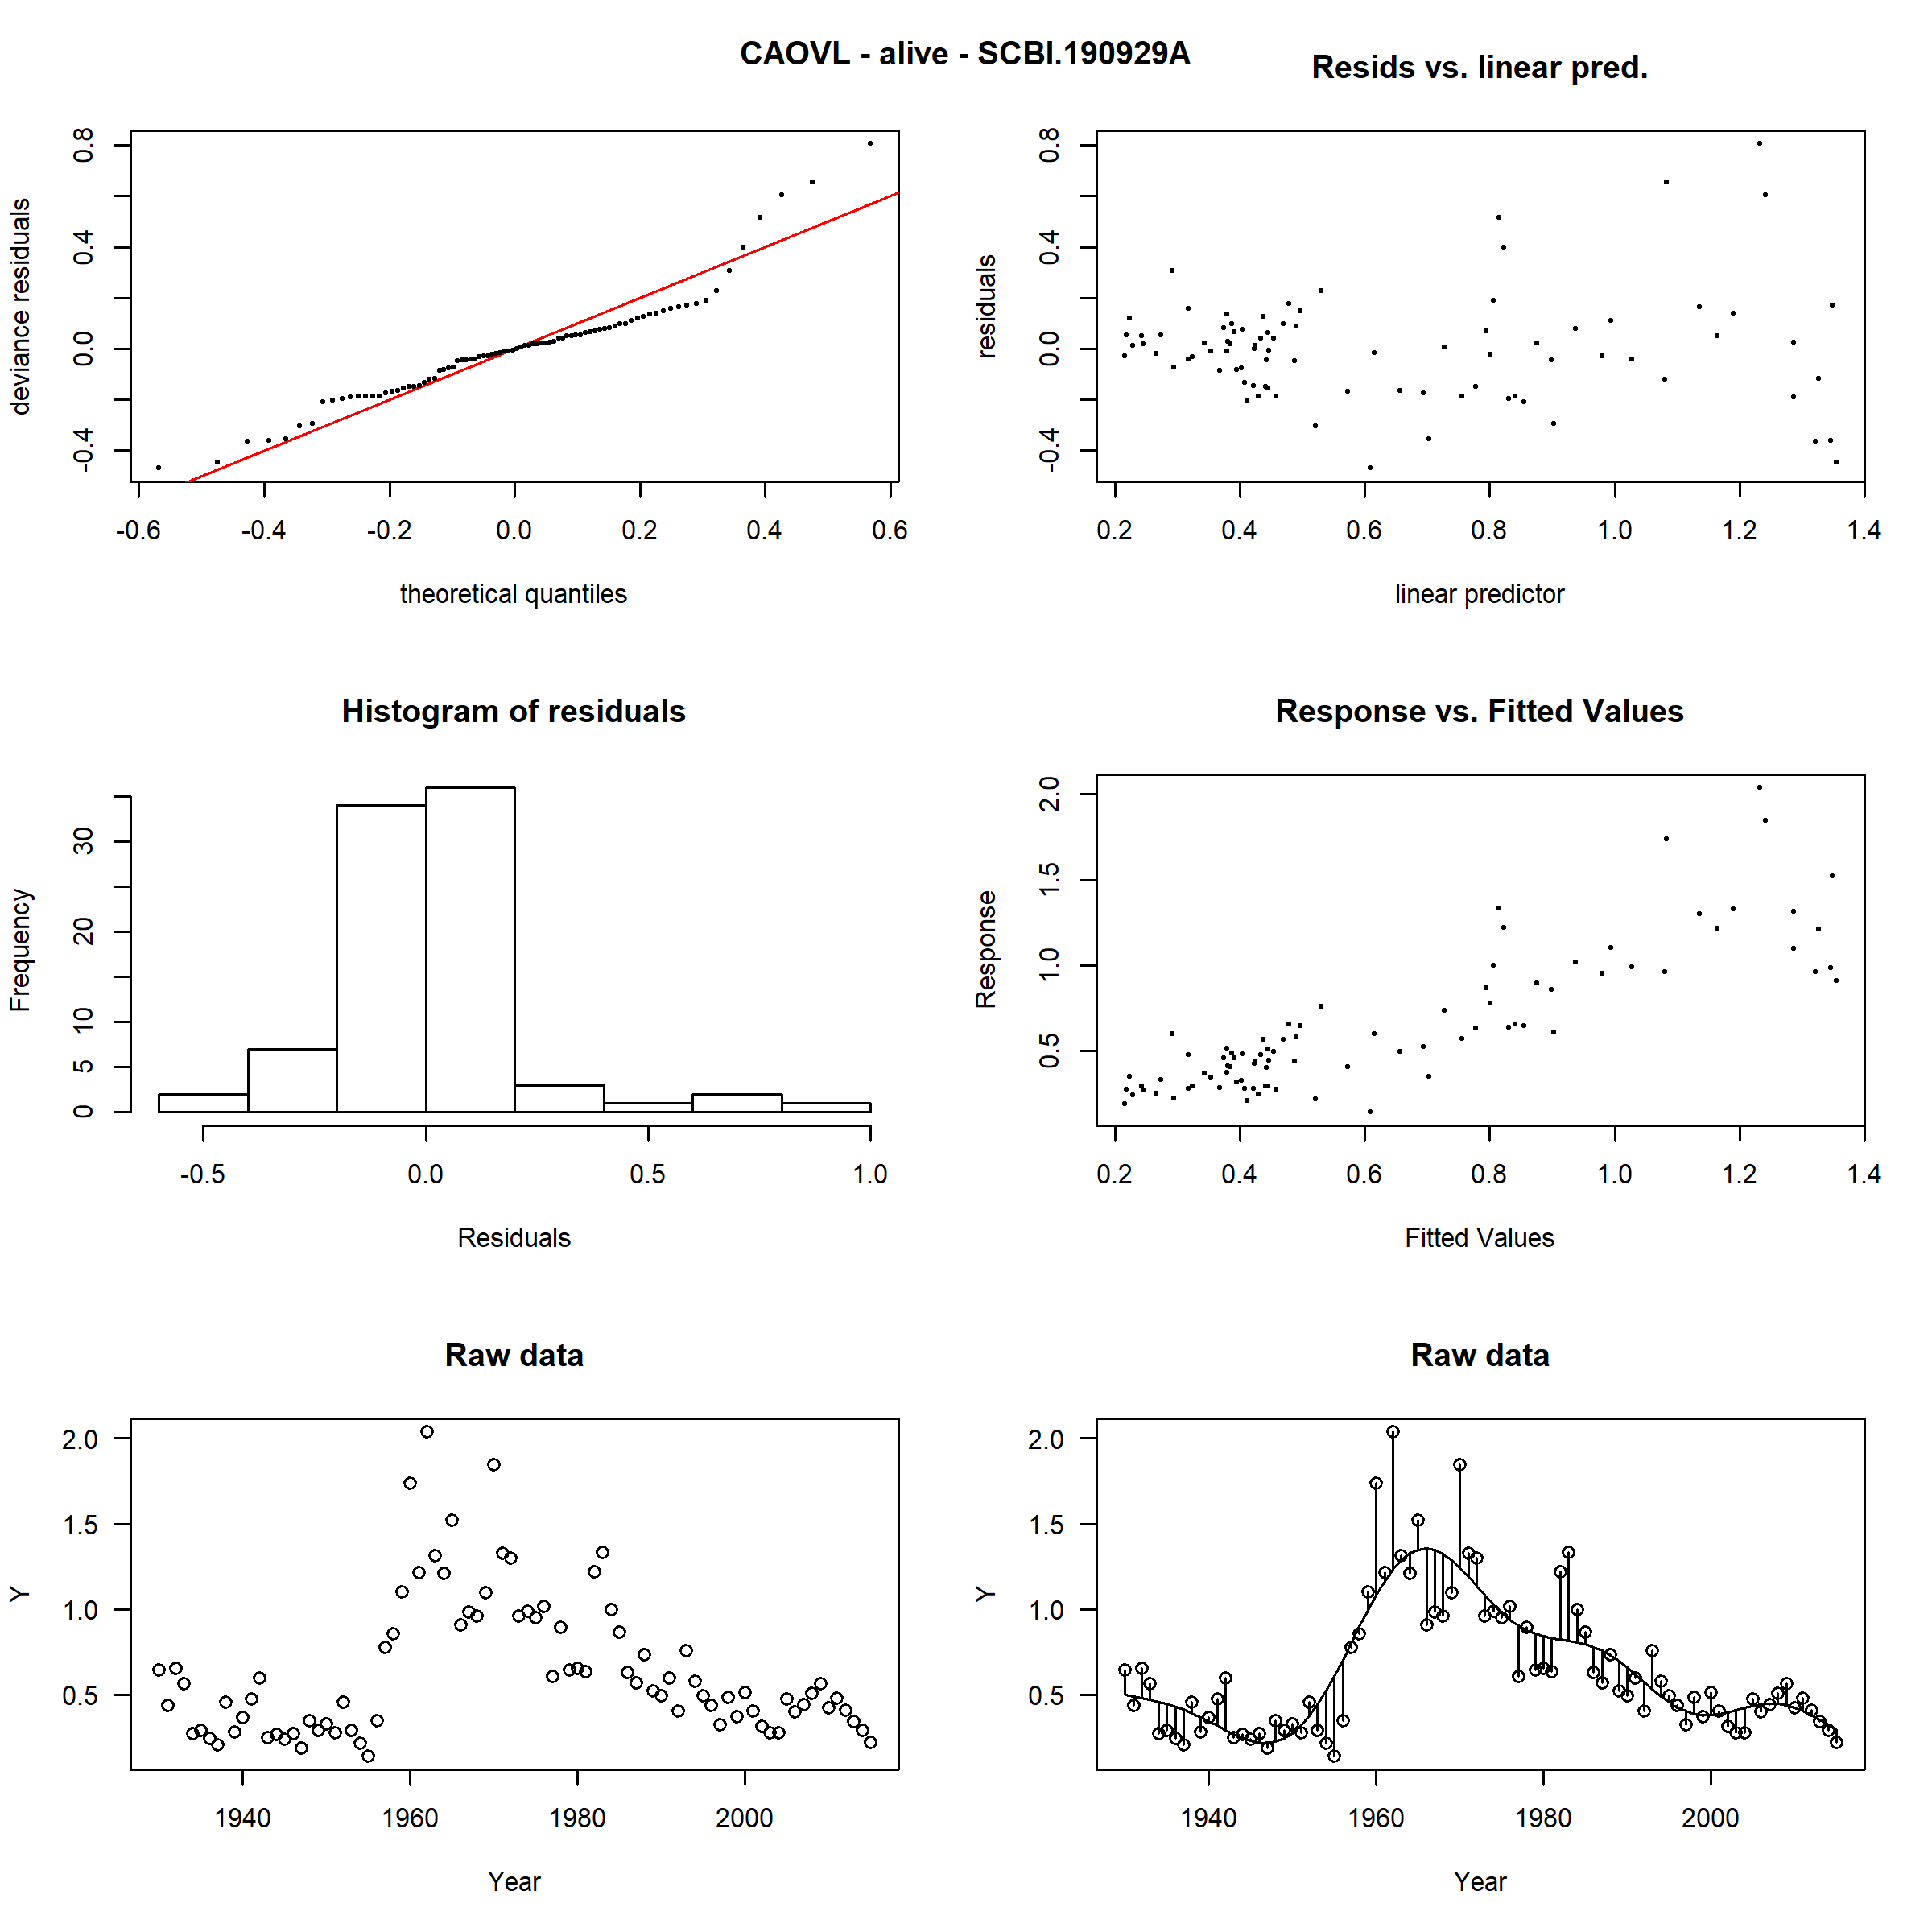 CAOVL - alive - SCBI.190929A
Resids vs. linear pred.
deviance residuals
-0.4 0.0 0.4 0.8
-0.6 -0.4 -0.2 0.0 0.2 0.4 0.6
theoretical quantiles
residuals
-0.4 0.0 0.4 0.8
0.2 0.4 0.6 0.8 1.0 1.2 1.4
linear predictor
Histogram of residuals
Frequency
0 5 10 20 30
-0.5 0.0 0.5 1.0
Residuals
Response vs. Fitted Values
Response
0.5 1.0 1.5 2.0
0.2 0.4 0.6 0.8 1.0 1.2 1.4
Fitted Values
Raw data
Y
2.0
1.5
1.0
0.5
1940 1960 1980 2000
Year
Raw data
Y
2.0
1.5
1.0
0.5
1940 1960 1980 2000
Year